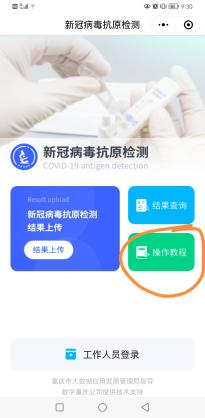 9:30
新冠病毒抗原检测
新冠病毒抗原检测
COVID-19 antigen detection
Result upload
新冠病毒抗原检测
结果上传
结果上传
结果查询
操作教程
工作人员登录
重庆市大数据应用发展管理局指导
数字重庆公司提供技术支持